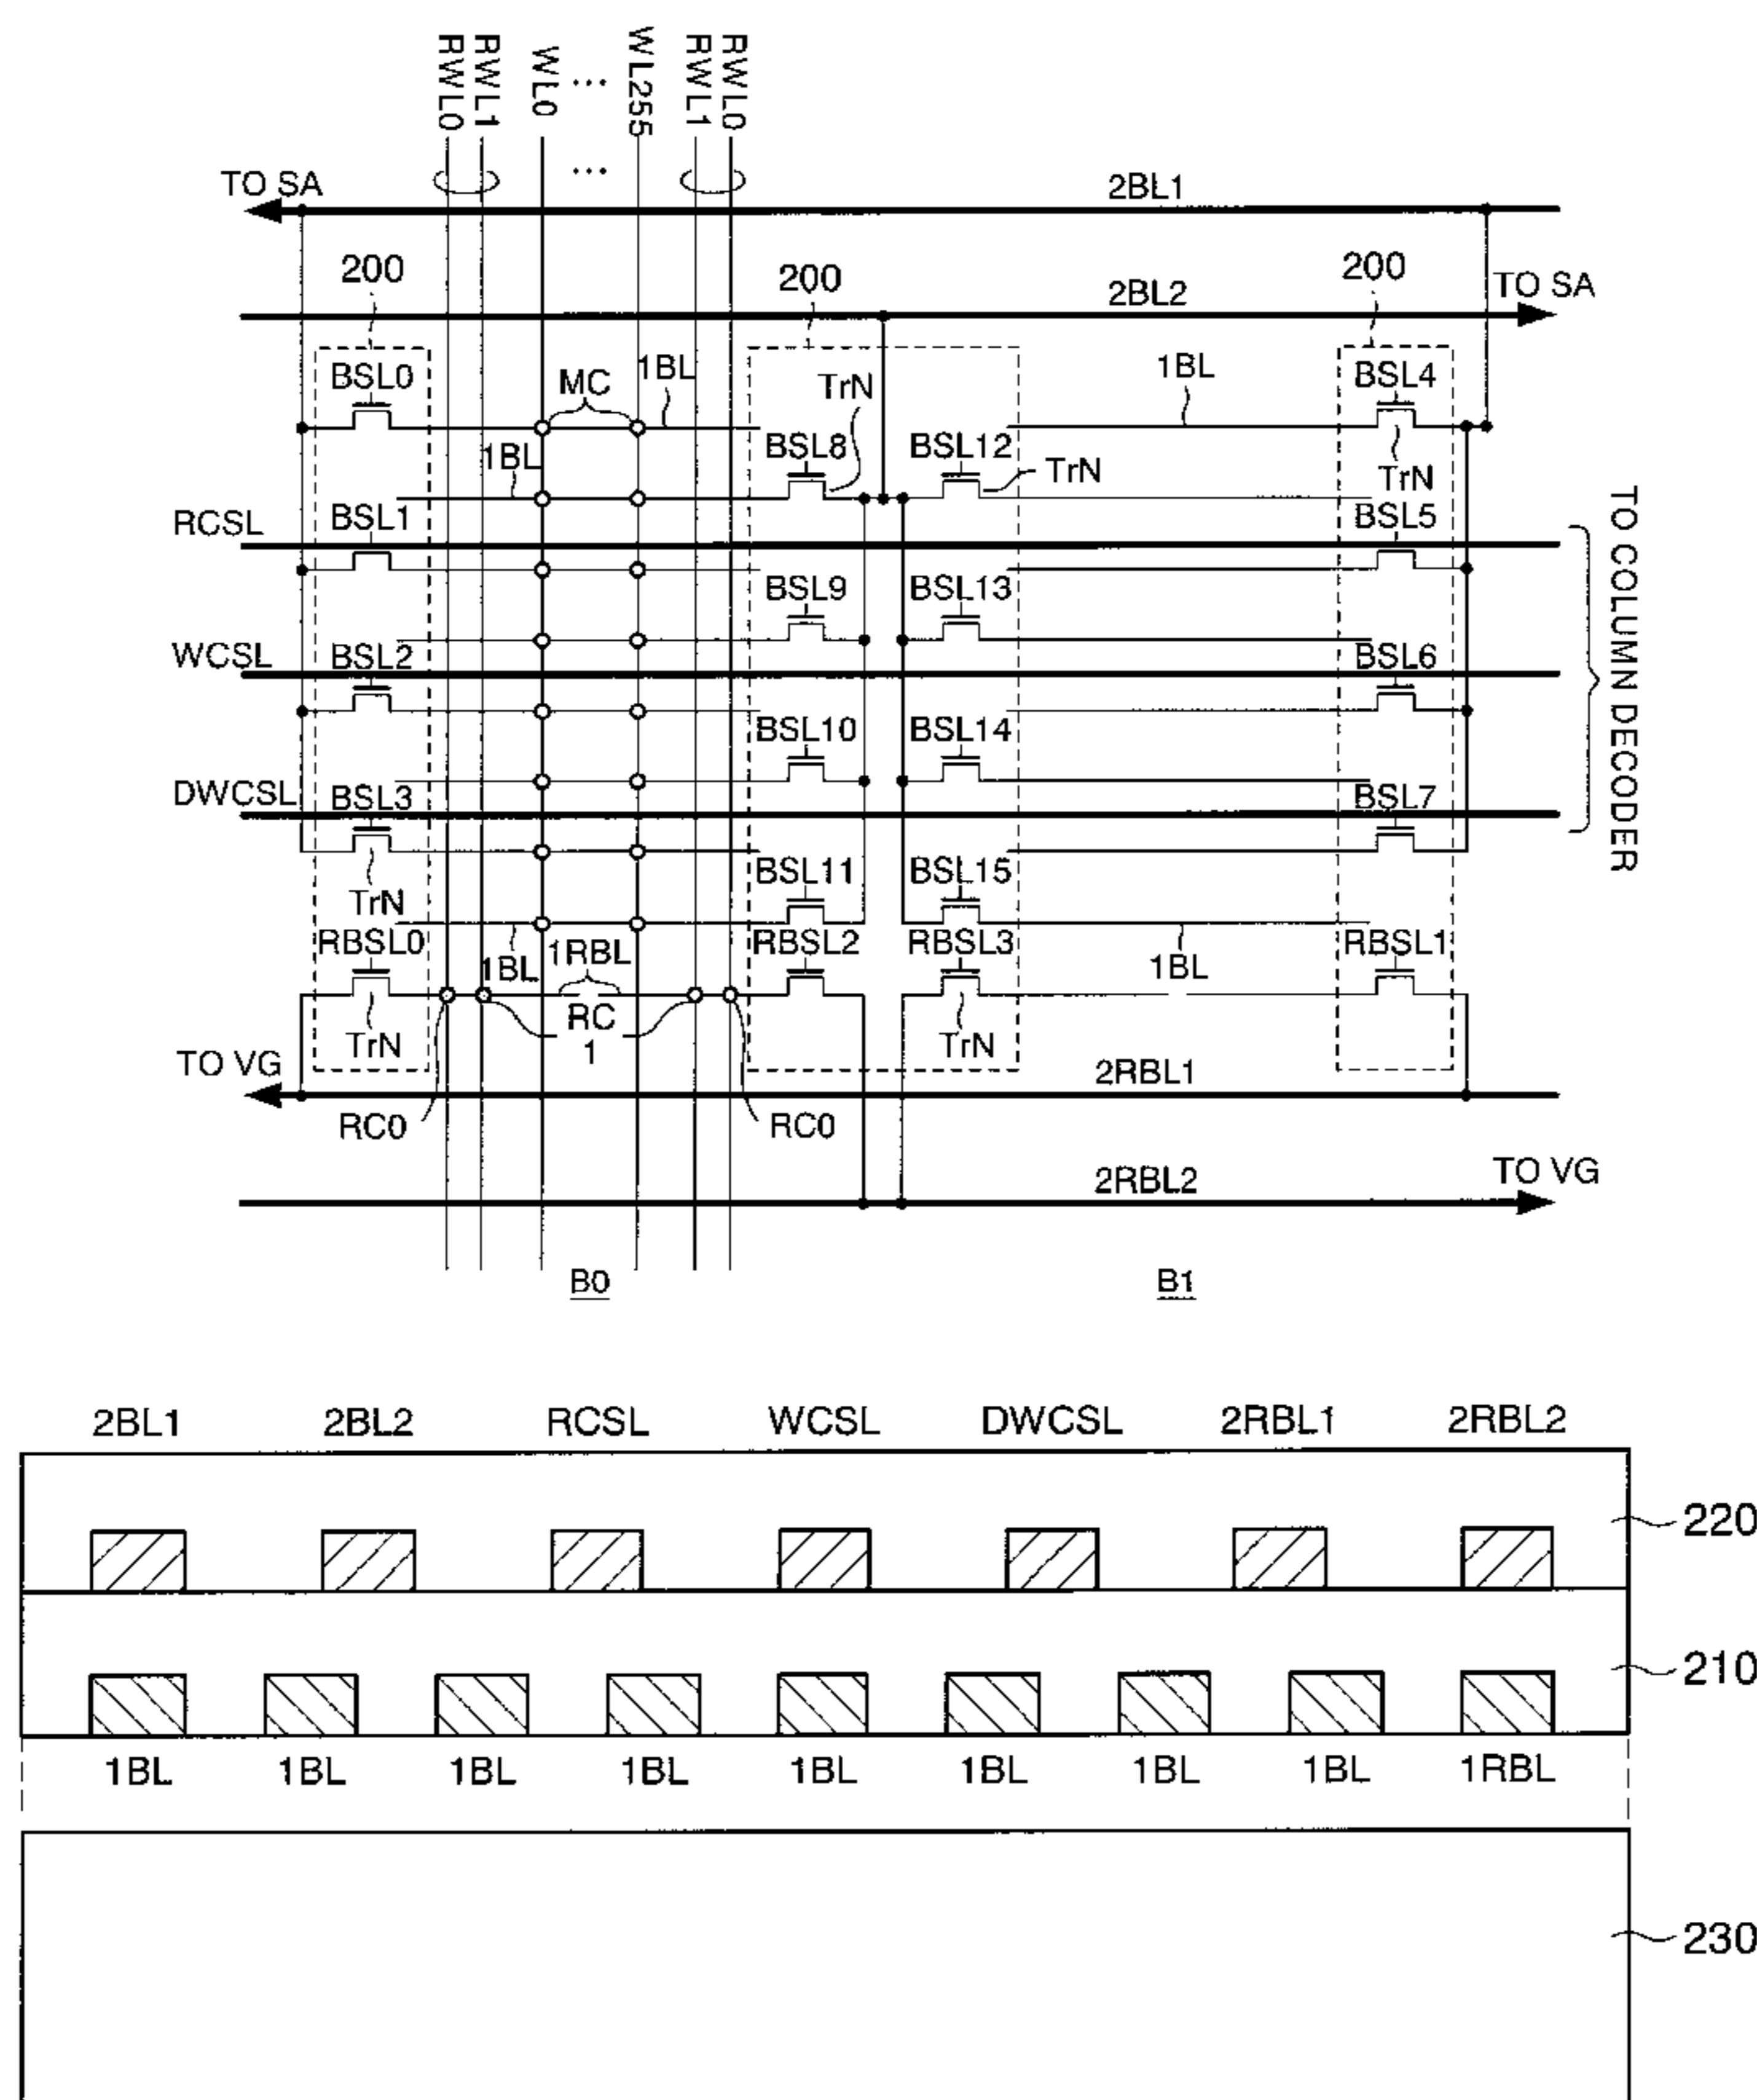 RWL0
RWL1
WL0
...
WL255
RWL1
RWL0
...
TO SA
2BL1
200
200
200
2BL2
TO SA
BSL0
MC
1BL
TrN
1BL
BSL4
1BL
BSL8
BSL12
TrN
TrN
RCSL
BSL1
BSL5
TO COLUMN DECODER
BSL9
BSL13
WCSL
BSL2
BSL6
BSL10
BSL14
DWCSL
BSL3
BSL7
TrN
BSL11
BSL15
RBSL0
1BL
1RBL
RBSL2
RBSL3
1BL
RBSL1
TrN
RC
1
TrN
TO VG
2RBL1
RC0
RC0
2RBL2
TO VG
B0
B1
2BL1 2BL2 RCSL WCSL DWCSL 2RBL1 2RBL2
220
210
1BL 1BL 1BL 1BL 1BL 1BL 1BL 1BL 1RBL
230